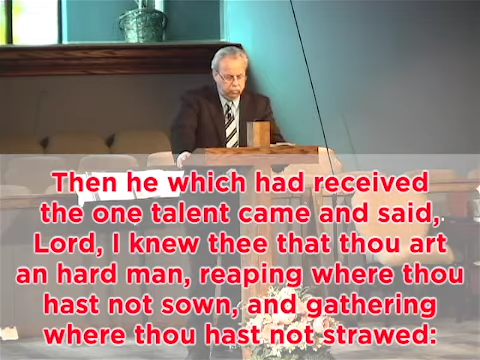 Then he which had received
the one talent came and said,
Lord, I knew thee that thou art
an hard man, reaping where thou
hast not sown, and gathering
where thou hast not strawed: